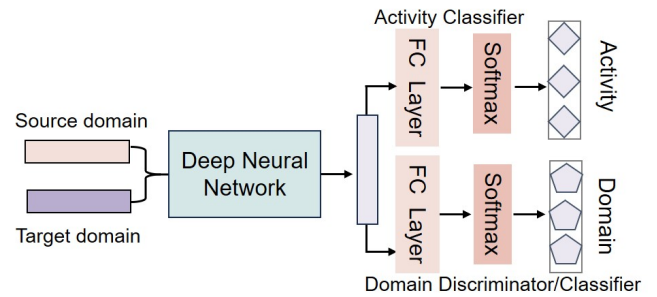 Activity Classifier
FC Layer
Softmax
Activity
Source domain
Deep Neural
Network
Target domain
FC Layer
Softmax
Domain
Domain Discriminator/Classifier